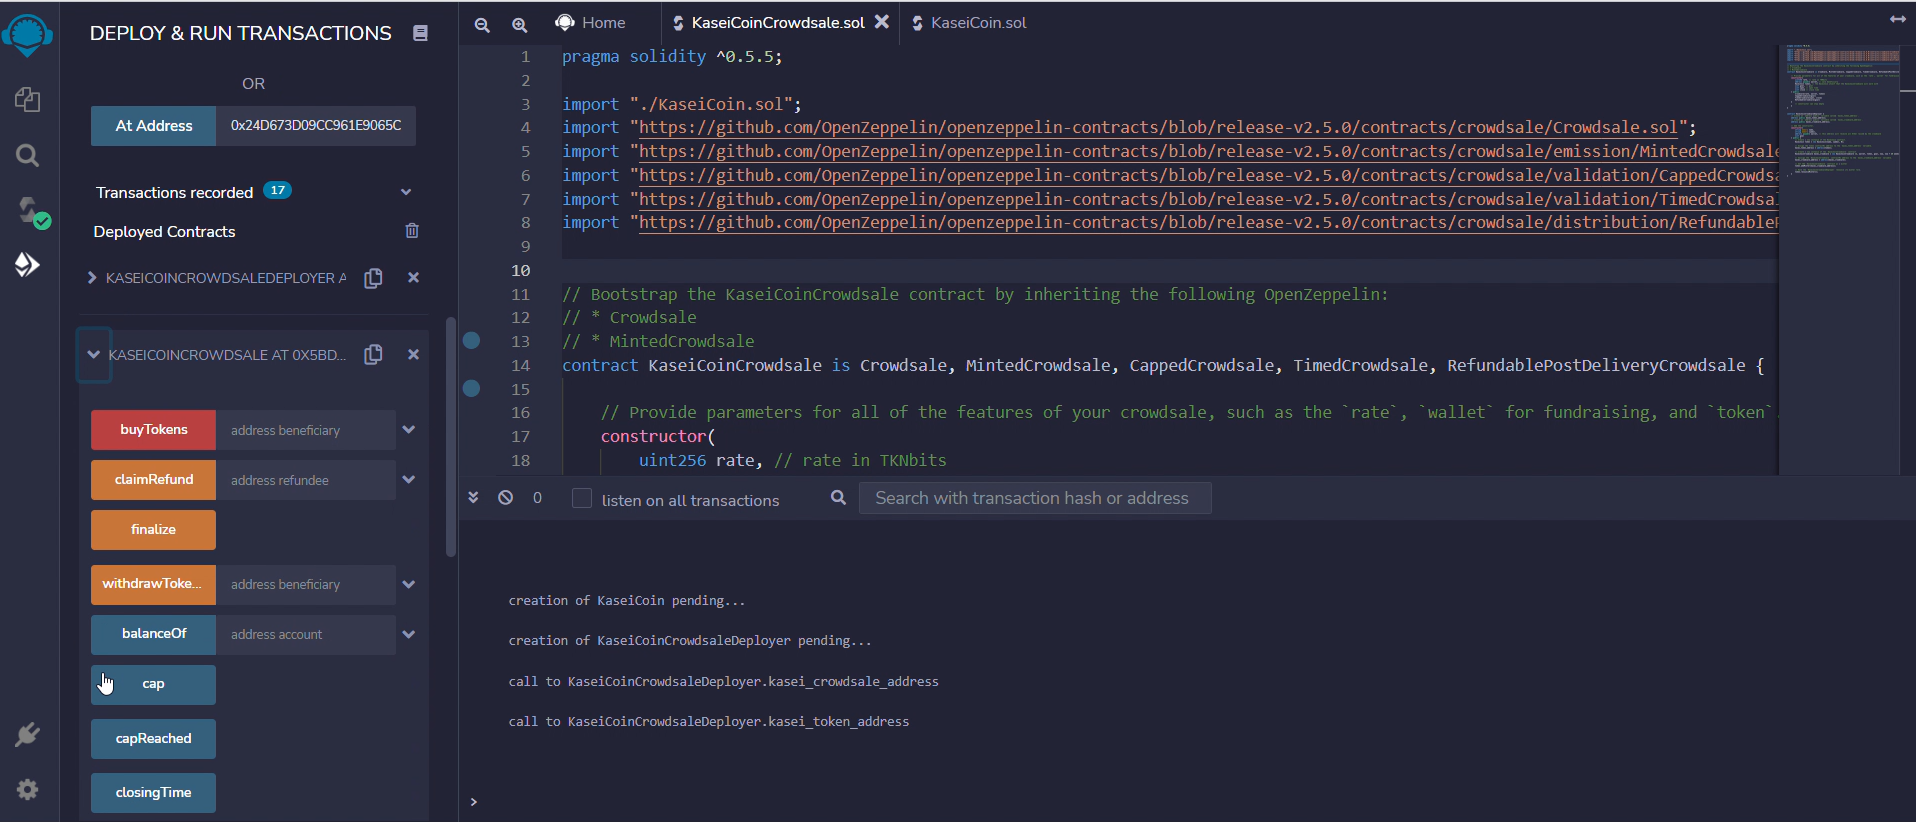 DEPLOY & RUN TRANSACTIONS
OR
At Address 0x24D673D09CC961E9065C
Transactions recorded 17
Deployed Contracts
KASEICOINCROWDSALEDEPLOYER A
KASEICOINCROWDSALE AT 0X5BD...
buyTokens address beneficiary
claimRefund address refundee
finalize
withdrawToke... address beneficiary
balanceOf address account
cap
capReached
closingTime
Home
KaseiCoinCrowdsale.sol
KaseiCoin.sol
1 pragma solidity ^0.5.5;
2
3 import "./KaseiCoin.sol";
4 import "https://github.com/OpenZeppelin/openzeppelin-contracts/blob/release-v2.5.0/contracts/crowdsale/Crowdsale.sol";
5 import "https://github.com/OpenZeppelin/openzeppelin-contracts/blob/release-v2.5.0/contracts/crowdsale/emission/MintedCrowdsale
6 import "https://github.com/OpenZeppelin/openzeppelin-contracts/blob/release-v2.5.0/contracts/crowdsale/validation/CappedCrowdsa
7 import "https://github.com/OpenZeppelin/openzeppelin-contracts/blob/release-v2.5.0/contracts/crowdsale/validation/TimedCrowdsal
8 import "https://github.com/OpenZeppelin/openzeppelin-contracts/blob/release-v2.5.0/contracts/crowdsale/distribution/RefundableP
9
10
11 // Bootstrap the KaseiCoinCrowdsale contract by inheriting the following OpenZeppelin:
12 // * Crowdsale
13 // * MintedCrowdsale
14 contract KaseiCoinCrowdsale is Crowdsale, MintedCrowdsale, CappedCrowdsale, TimedCrowdsale, RefundablePostDeliveryCrowdsale {
15
16 // Provide parameters for all of the features of your crowdsale, such as the `rate`, `wallet` for fundraising, and `token`.
17 constructor(
18 uint256 rate, // rate in TKNbits
0 listen on all transactions Search with transaction hash or address
creation of KaseiCoin pending...
creation of KaseiCoinCrowdsaleDeployer pending...
call to KaseiCoinCrowdsaleDeployer.kasei_crowdsale_address
call to KaseiCoinCrowdsaleDeployer.kasei_token_address
>